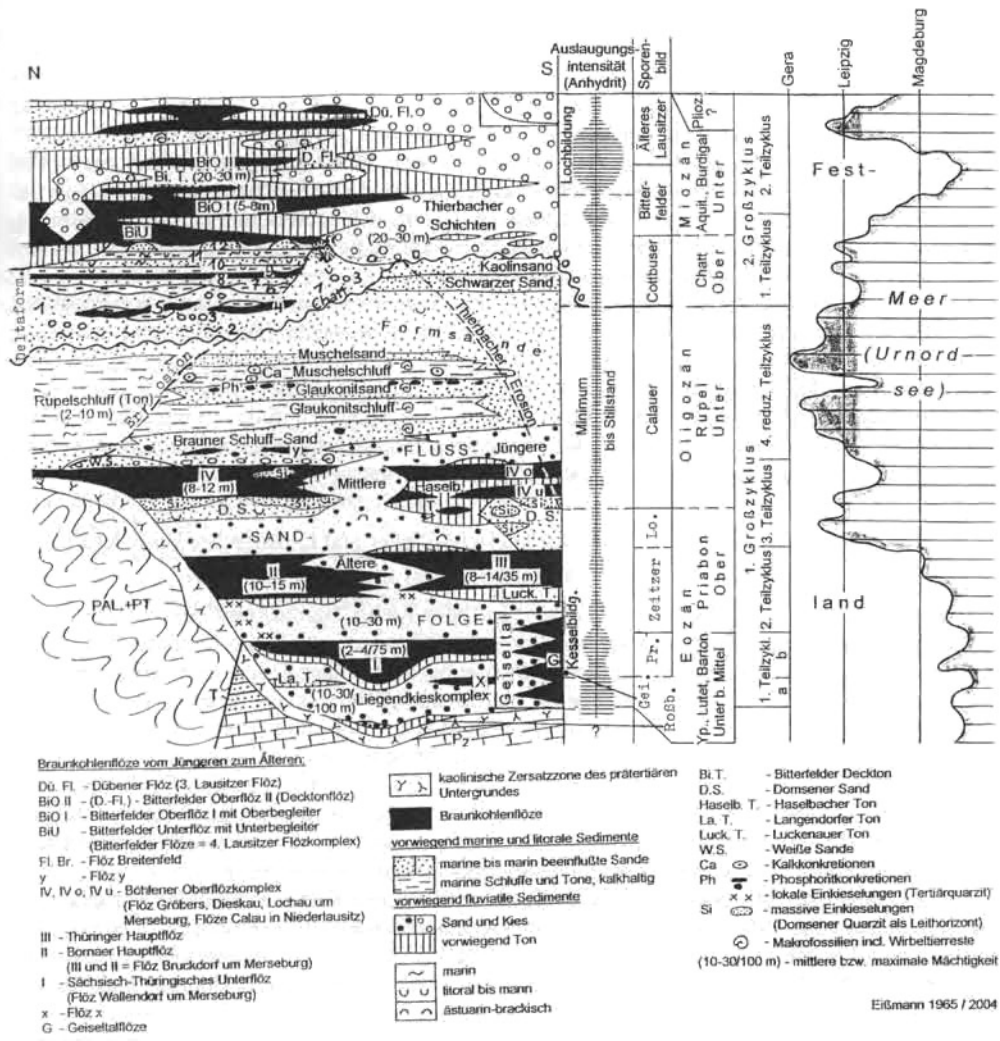 N
S
Auslaugungs-
intensität
(Anhydrit)
Sporen-
bild
Gera
Leipzig
Magdeburg
Dü. Fl.
BiO II
D. Fl.
Bi. T. (20-30 m)
BiO I (5-8m)
BiU
Thierbacher
Schichten
(20-30 m)
Kaolinsand
Schwarzer Sand
Chatt
Deltaform.
Formsande
Thierbacher Erosion
Muschelsand
Ca Muschelschluff
Ph Glaukonitsand
Glaukonitschluff
Rupelschluff (Ton)
(2-10 m)
Brauner Schluff-Sand
y
W.S.
FLUSS-
Jüngere
IV
(8-12 m)
Si
Mittlere
Haselb.
T.
IV o
IV u
Si
D.S.
D.S.
SAND-
Ältere
II
(10-15 m)
III
(8-14/35 m)
Luck. T.
(10-30 m)
FOLGE
(2-4/75 m)
I
Geiseltal
G
La. T.
x
(10-30/
100 m)
Liegendkieskomplex
PAL.+PT
T
P₂
Lochbildung
Minimum
bis Stillstand
Kesselbildg.
?
Älteres
Lausitzer
Bitter-
felder
Cottbuser
Calauer
Lo.
Zeitzer
Pr.
Gei.
Roßb.
Plioz.
?
Miozän
Aquit., Burdigal
Unter
Chatt
Ober
Oligozän
Rupel
Unter
Eozän
Priabon
Ober
Yp., Lutet, Barton
Unter b. Mittel
2. Großzyklus
2. Teilzyklus
1. Teilzyklus
1. Großzyklus
4. reduz. Teilzyklus
3. Teilzyklus
2. Teilzyklus
1. Teilzykl.
b
a
Fest-
Meer
(Urnord-
see)
land
Braunkohlenflöze vom Jüngeren zum Älteren:
Dü. Fl. - Dübener Flöz (3. Lausitzer Flöz)
BiO II - (D.-Fl.) - Bitterfelder Oberflöz II (Decktonflöz)
BiO I - Bitterfelder Oberflöz I mit Oberbegleiter
BiU - Bitterfelder Unterflöz mit Unterbegleiter
(Bitterfelder Flöze = 4. Lausitzer Flözkomplex)
Fl. Br. - Flöz Breitenfeld
y - Flöz y
IV, IV o, IV u - Böhlener Oberflözkomplex
(Flöz Gröbers, Dieskau, Lochau um
Merseburg, Flöze Calau in Niederlausitz)
III - Thüringer Hauptflöz
II - Bornaer Hauptflöz
(III und II = Flöz Bruckdorf um Merseburg)
I - Sächsisch-Thüringisches Unterflöz
(Flöz Wallendorf um Merseburg)
x - Flöz x
G - Geiseltalflöze
kaolinische Zersatzzone des prätertiären
Untergrundes
Braunkohlenflöze
vorwiegend marine und litorale Sedimente
marine bis marin beeinflußte Sande
marine Schluffe und Tone, kalkhaltig
vorwiegend fluviatile Sedimente
Sand und Kies
vorwiegend Ton
marin
litoral bis marin
ästuarin-brackisch
Bi.T. - Bitterfelder Deckton
D.S. - Domsener Sand
Haselb. T. - Haselbacher Ton
La. T. - Langendorfer Ton
Luck. T. - Luckenauer Ton
W.S. - Weiße Sande
Ca - Kalkkonkretionen
Ph - Phosphoritkonkretionen
x x - lokale Einkieselungen (Tertiärquarzit)
Si - massive Einkieselungen
(Domsener Quarzit als Leithorizont)
- Makrofossilien incl. Wirbeltierreste
(10-30/100 m) - mittlere bzw. maximale Mächtigkeit
Eißmann 1965 / 2004